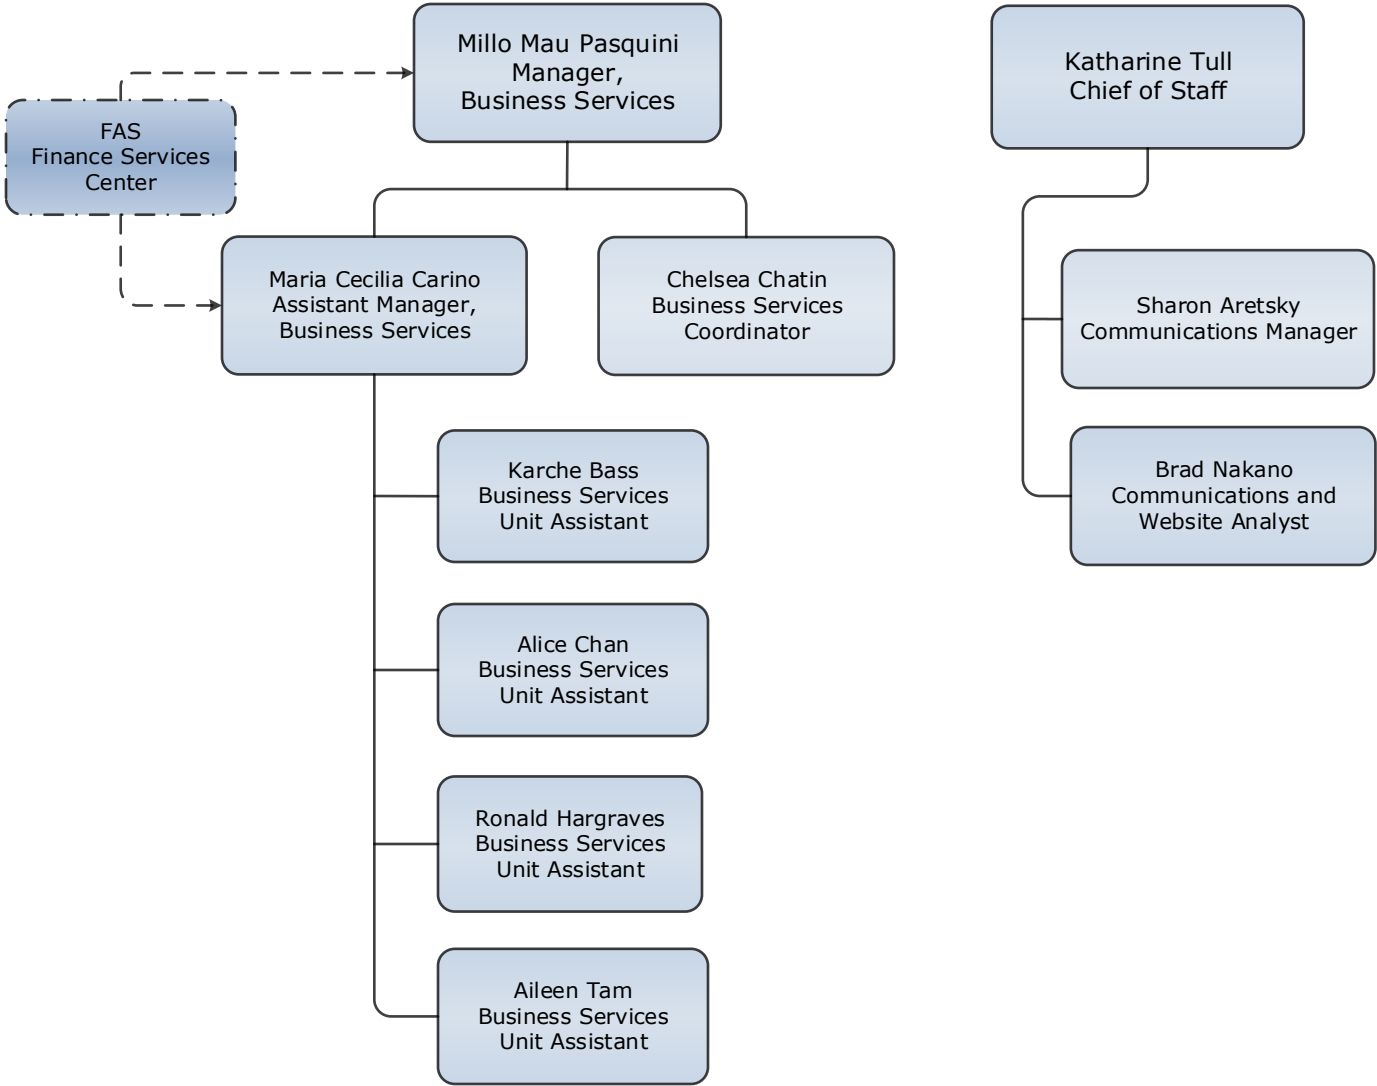 Millo Mau Pasquini
Manager,
Business Services
Katharine Tull
Chief of Staff
FAS
Finance Services
Center
Maria Cecilia Carino
Assistant Manager,
Business Services
Chelsea Chatin
Business Services
Coordinator
Sharon Aretsky
Communications Manager
Karche Bass
Business Services
Unit Assistant
Brad Nakano
Communications and
Website Analyst
Alice Chan
Business Services
Unit Assistant
Ronald Hargraves
Business Services
Unit Assistant
Aileen Tam
Business Services
Unit Assistant